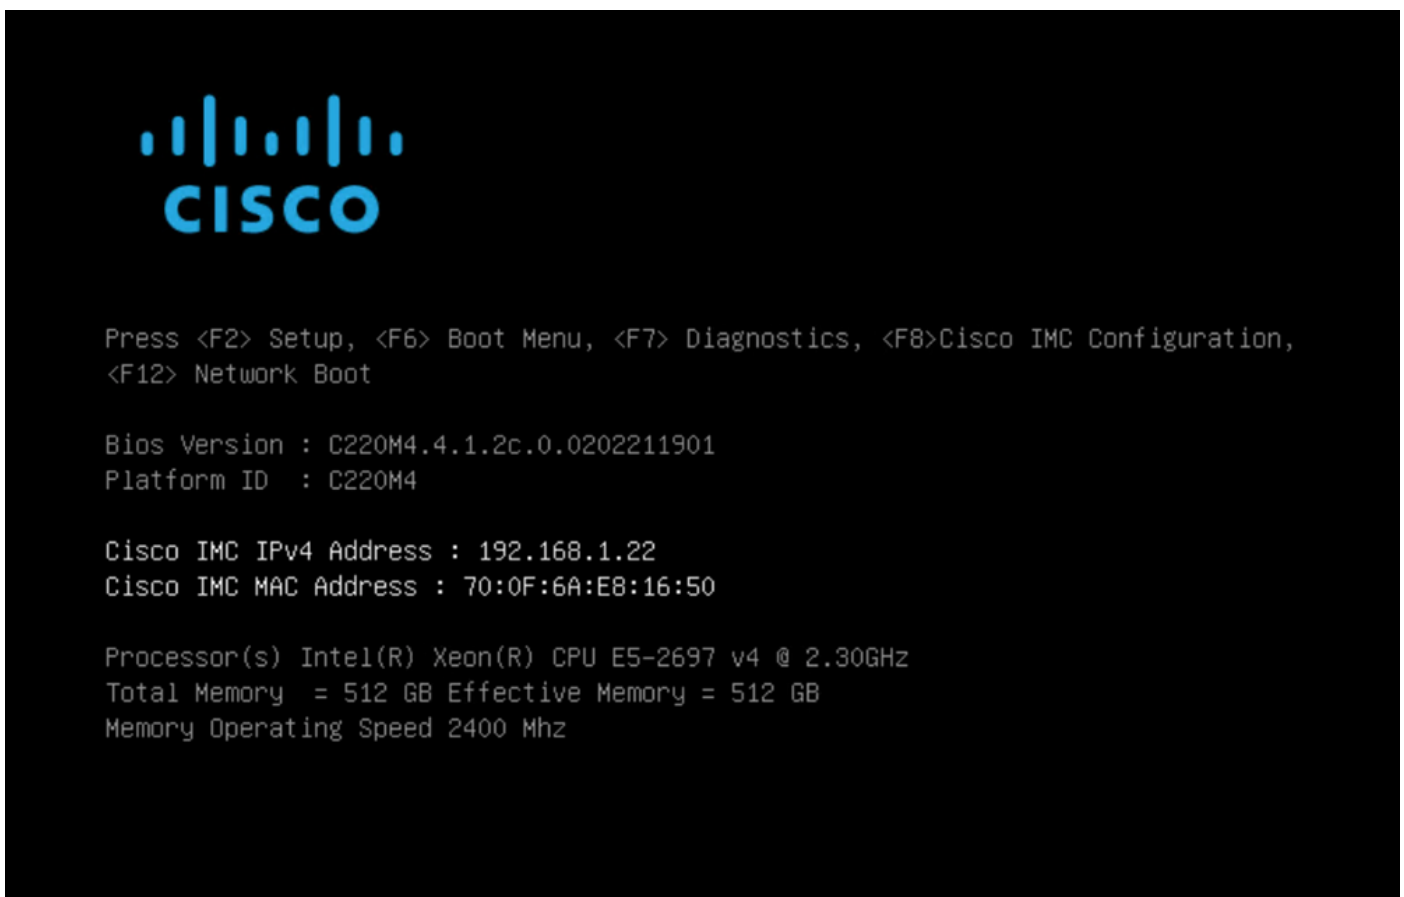 CISCO
Press <F2> Setup, <F6> Boot Menu, <F7> Diagnostics, <F8>Cisco IMC Configuration,
<F12> Network Boot
Bios Version : C220M4.4.1.2c.0.0202211901
Platform ID  : C220M4
Cisco IMC IPv4 Address : 192.168.1.22
Cisco IMC MAC Address : 70:0F:6A:E8:16:50
Processor(s) Intel(R) Xeon(R) CPU E5-2697 v4 @ 2.30GHz
Total Memory  = 512 GB Effective Memory = 512 GB
Memory Operating Speed 2400 Mhz